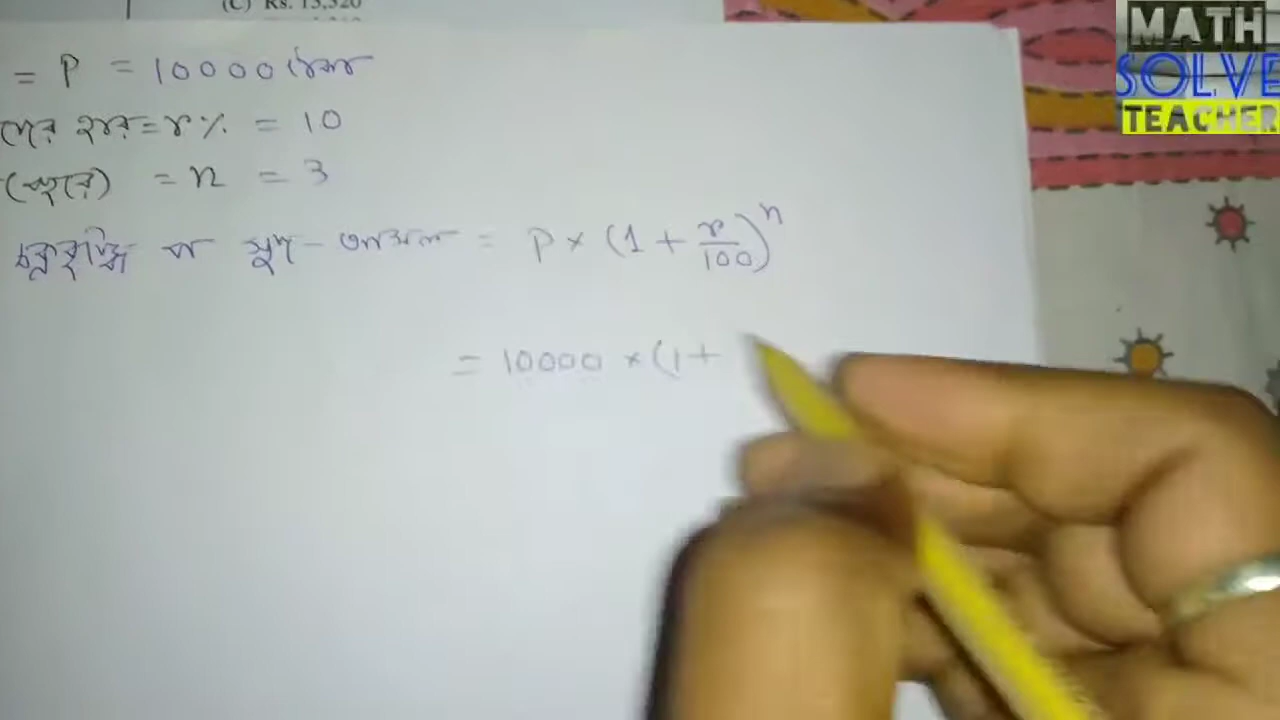 (C) Rs. 13,320
MATH
SOLVE
TEACHER
= P = 10000 টাকা
দের হার = r % = 10
(বছরে) = n = 3
চক্রবৃদ্ধি সুদ-আসল = P × (1 + r/100)^n
= 10000 × (1 +